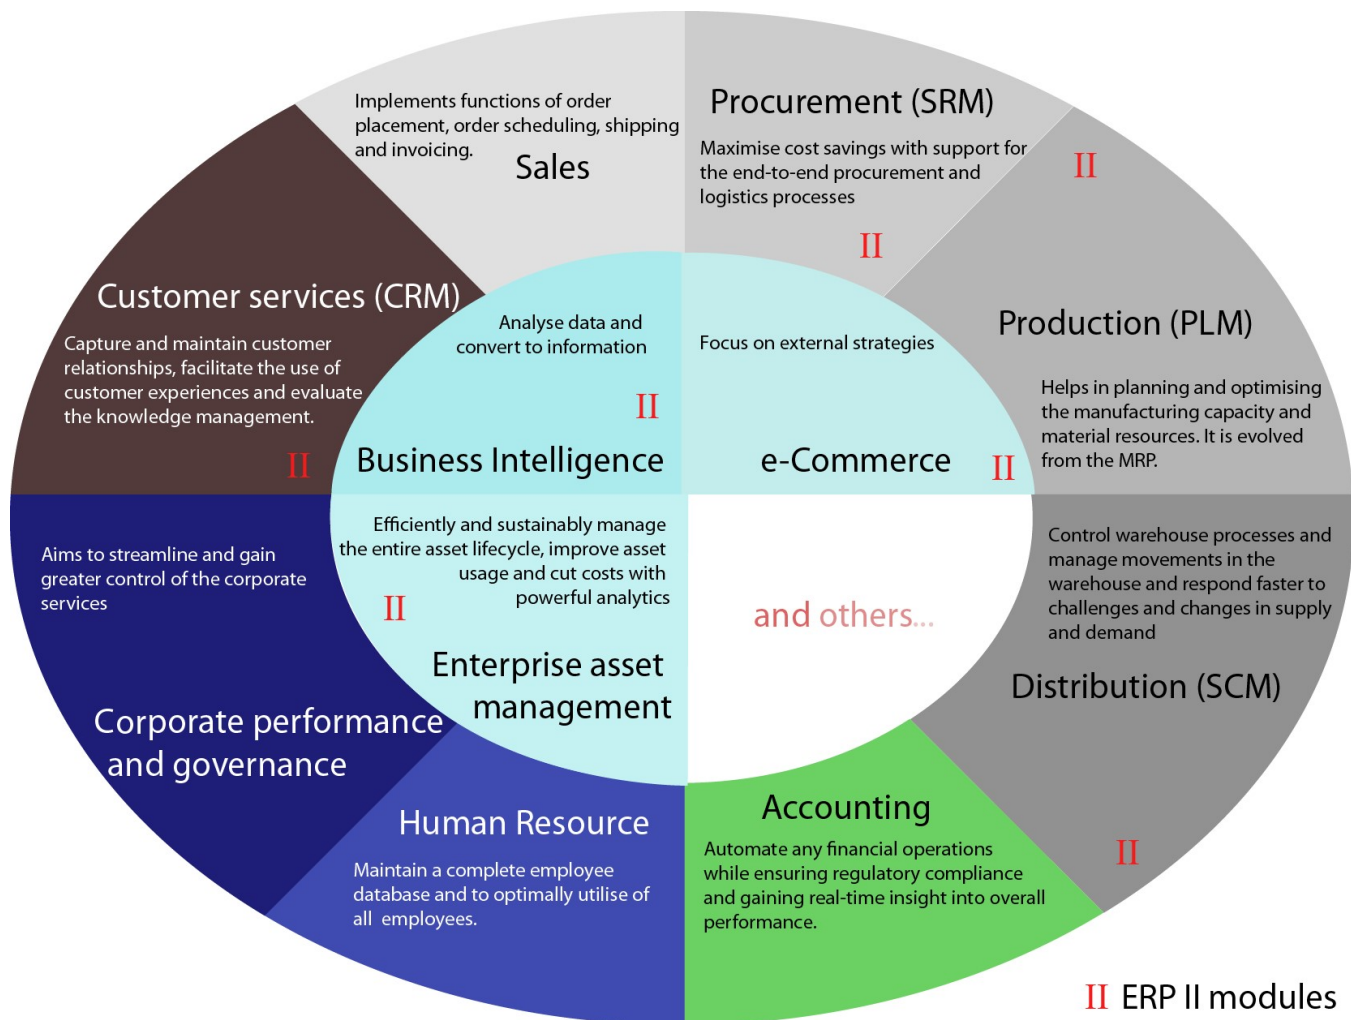 Implements functions of order
placement, order scheduling, shipping
and invoicing.
Sales
Procurement (SRM)
Maximise cost savings with support for
the end-to-end procurement and
logistics processes
II
II
Production (PLM)
Helps in planning and optimising
the manufacturing capacity and
material resources. It is evolved
from the MRP.
Customer services (CRM)
Capture and maintain customer
relationships, facilitate the use of
customer experiences and evaluate
the knowledge management.
II
Analyse data and
convert to information
II
Business Intelligence
Focus on external strategies
e-Commerce
II
Aims to streamline and gain
greater control of the corporate
services
Corporate performance
and governance
Efficiently and sustainably manage
the entire asset lifecycle, improve asset
usage and cut costs with
powerful analytics
II
Enterprise asset
management
and others...
Control warehouse processes and
manage movements in the
warehouse and respond faster to
challenges and changes in supply
and demand
Distribution (SCM)
II
Human Resource
Maintain a complete employee
database and to optimally utilise of
all employees.
Accounting
Automate any financial operations
while ensuring regulatory compliance
and gaining real-time insight into overall
performance.
II ERP II modules